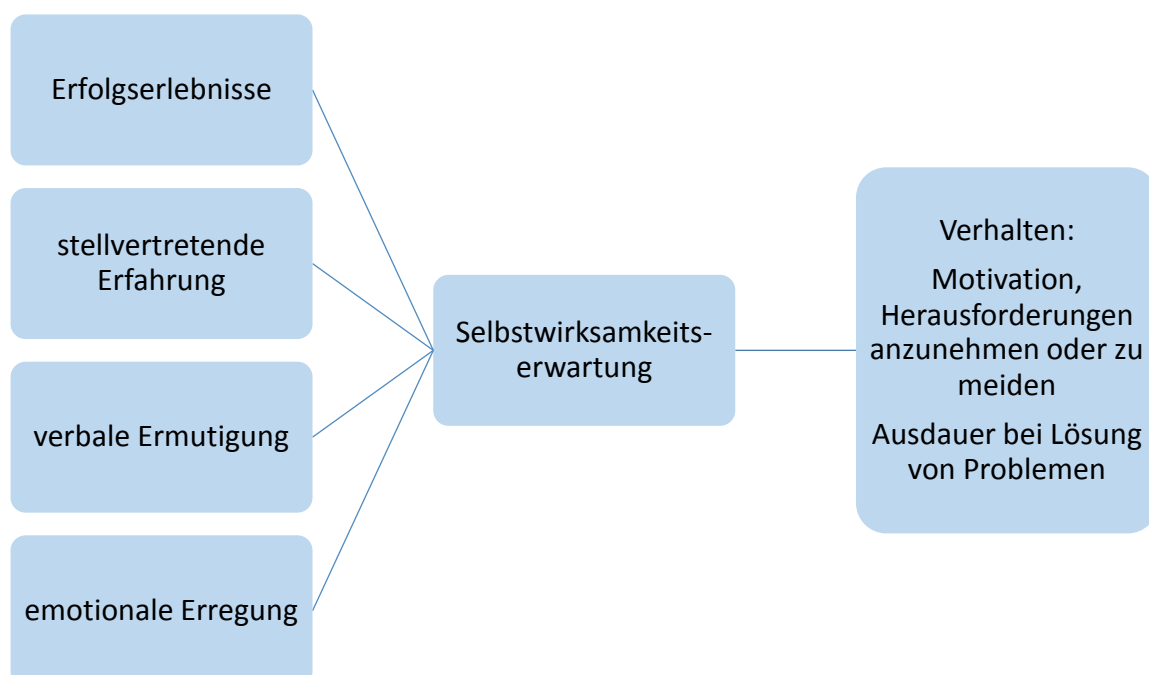 Erfolgserlebnisse
stellvertretende
Erfahrung
verbale Ermutigung
emotionale Erregung
Selbstwirksamkeits-
erwartung
Verhalten:
Motivation,
Herausforderungen
anzunehmen oder zu
meiden
Ausdauer bei Lösung
von Problemen